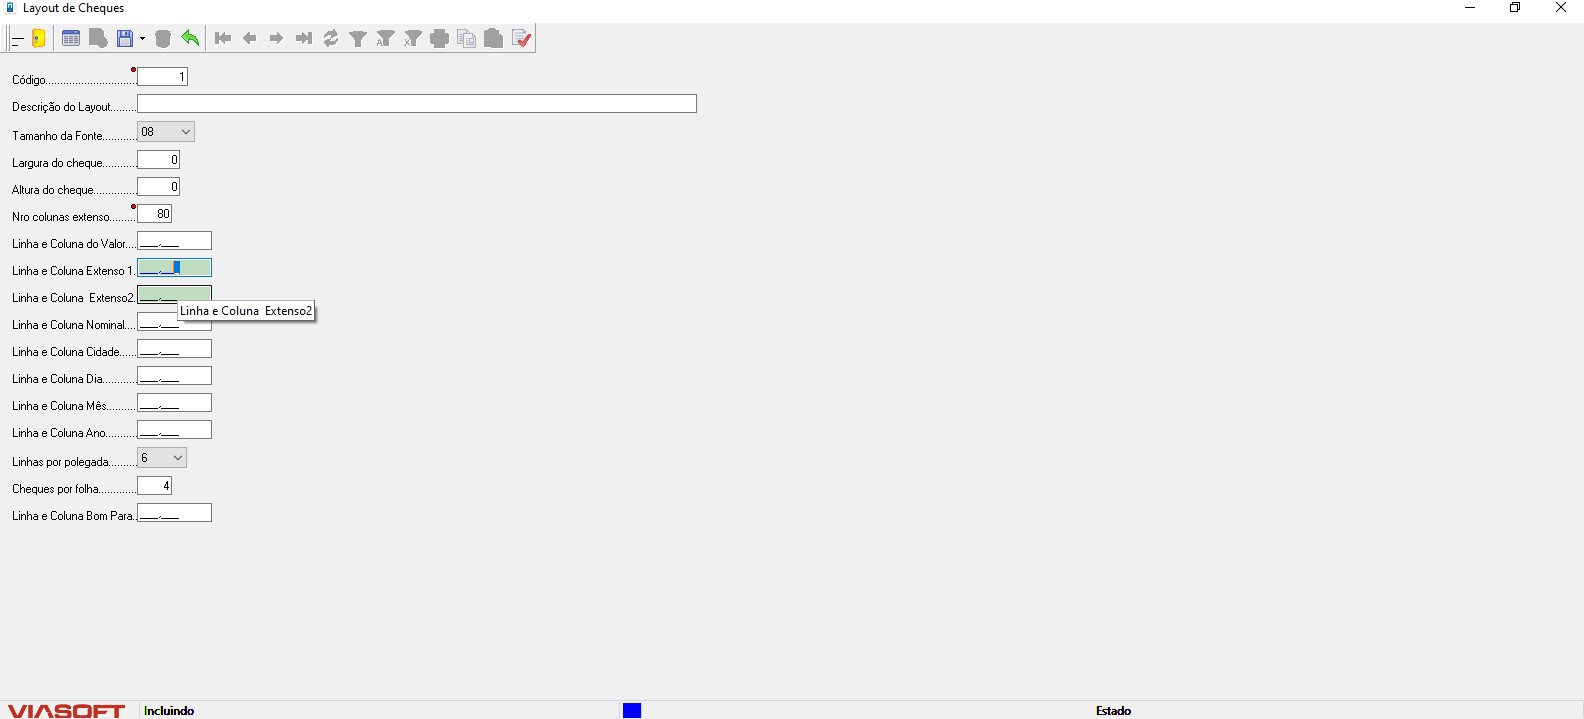 Layout de Cheques
Código............................... 1
Descrição do Layout.........
Tamanho da Fonte............ 08
Largura do cheque............ 0
Altura do cheque............... 0
Nro colunas extenso......... 80
Linha e Coluna do Valor.... ___.___
Linha e Coluna Extenso 1. ___.___
Linha e Coluna  Extenso2. ___.___
Linha e Coluna  Extenso2
Linha e Coluna Nominal.... ___.___
Linha e Coluna Cidade...... ___.___
Linha e Coluna Dia............ ___.___
Linha e Coluna Mês.......... ___.___
Linha e Coluna Ano........... ___.___
Linhas por polegada......... 6
Cheques por folha............. 4
Linha e Coluna Bom Para.. ___.___
VIASOFT Incluindo Estado